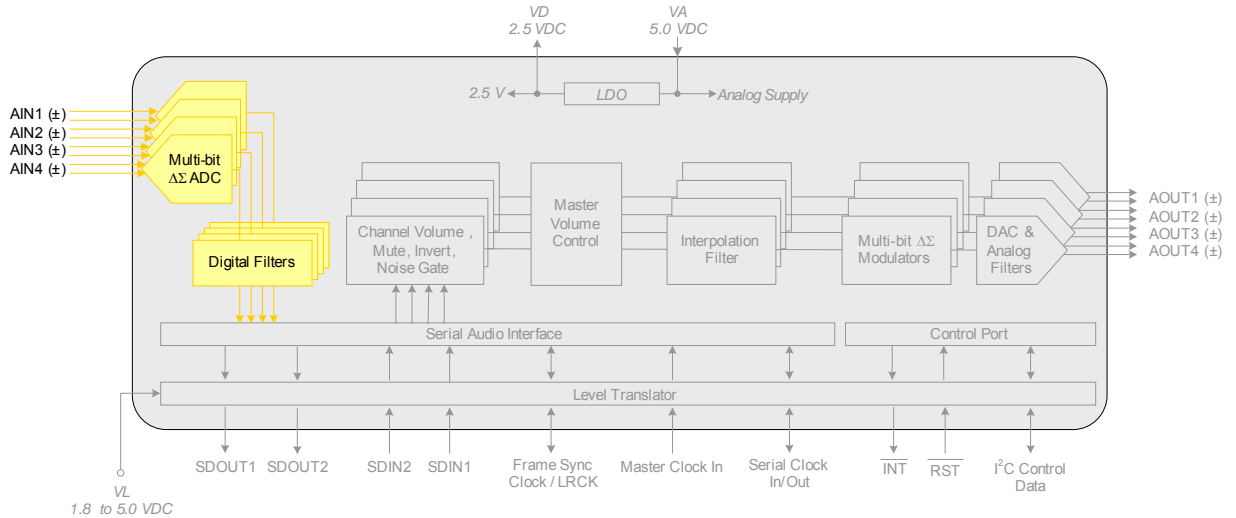 VD
2.5 VDC
VA
5.0 VDC
2.5 V
LDO
Analog Supply
AIN1 (±)
AIN2 (±)
AIN3 (±)
AIN4 (±)
Multi-bit
ΔΣ ADC
Digital Filters
Channel Volume ,
Mute, Invert,
Noise Gate
Master
Volume
Control
Interpolation
Filter
Multi-bit ΔΣ
Modulators
DAC &
Analog
Filters
AOUT1 (±)
AOUT2 (±)
AOUT3 (±)
AOUT4 (±)
Serial Audio Interface
Control Port
Level Translator
SDOUT1
SDOUT2
SDIN2
SDIN1
Frame Sync
Clock / LRCK
Master Clock In
Serial Clock
In/Out
INT
RST
I²C Control
Data
VL
1.8 to 5.0 VDC